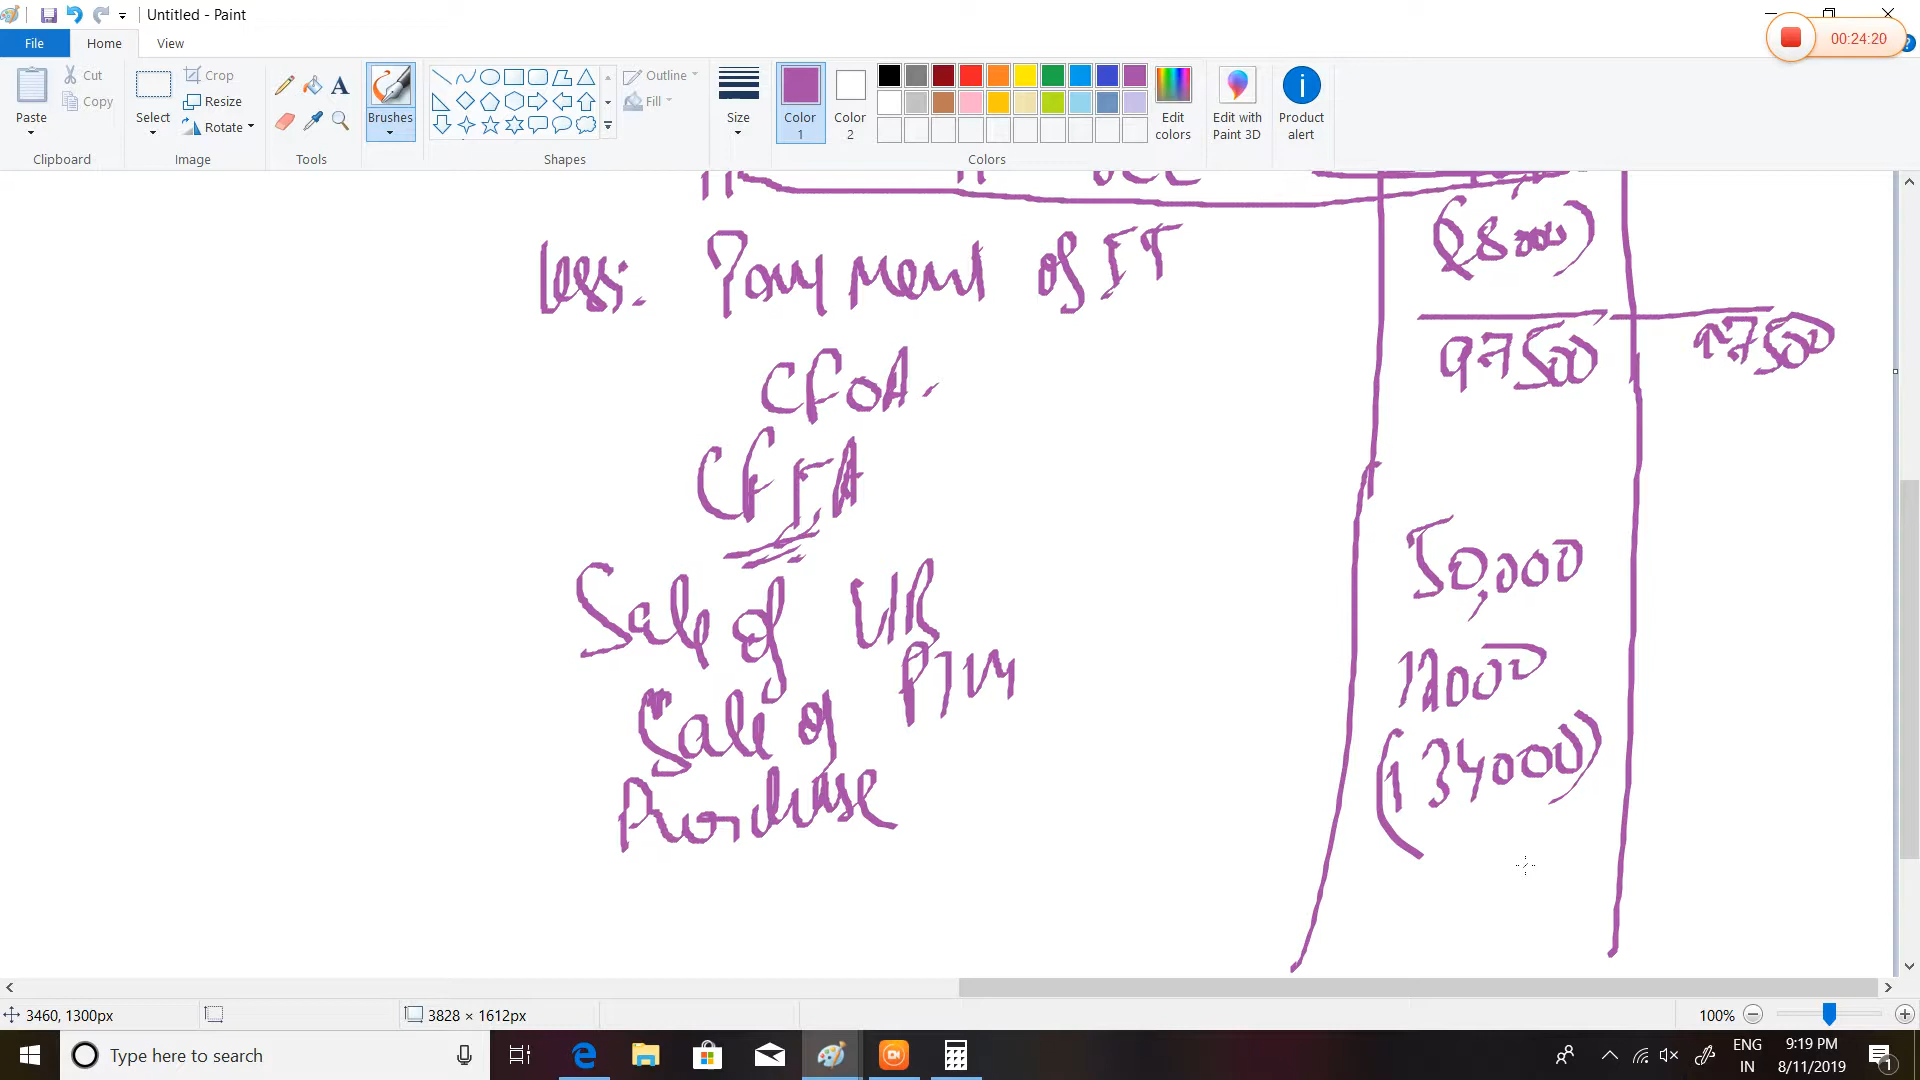 Untitled - Paint
00:24:20
File Home View
Paste Cut Copy Clipboard
Select Crop Resize Rotate Image
Tools
Brushes
Shapes Outline Fill
Size
Color 1 Color 2 Colors
Edit colors
Edit with Paint 3D
Product alert
(28000)
Less: Payment of IT
97500 97500
CFOA.
CFIA
Sale of 50,000
P/M 12000
Sale of
(134000)
Purchase
3460, 1300px 3828 × 1612px 100%
Type here to search
ENG IN
9:19 PM
8/11/2019
1